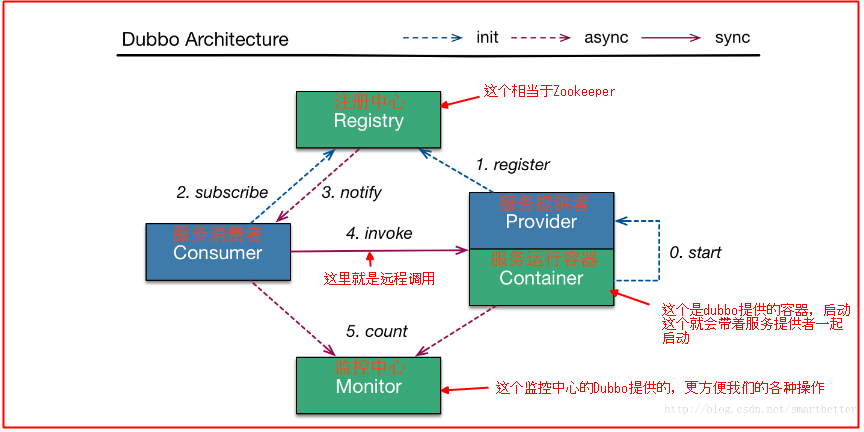 Dubbo Architecture
init
async
sync
注册中心
Registry
这个相当于Zookeeper
1. register
2. subscribe
3. notify
服务提供者
Provider
服务消费者
Consumer
4. invoke
这里就是远程调用
服务运行容器
Container
0. start
这个是dubbo提供的容器，启动
这个就会带着服务提供者一起
启动
5. count
监控中心
Monitor
这个监控中心的Dubbo提供的，更方便我们的各种操作
http://blog.csdn.net/smartbetter